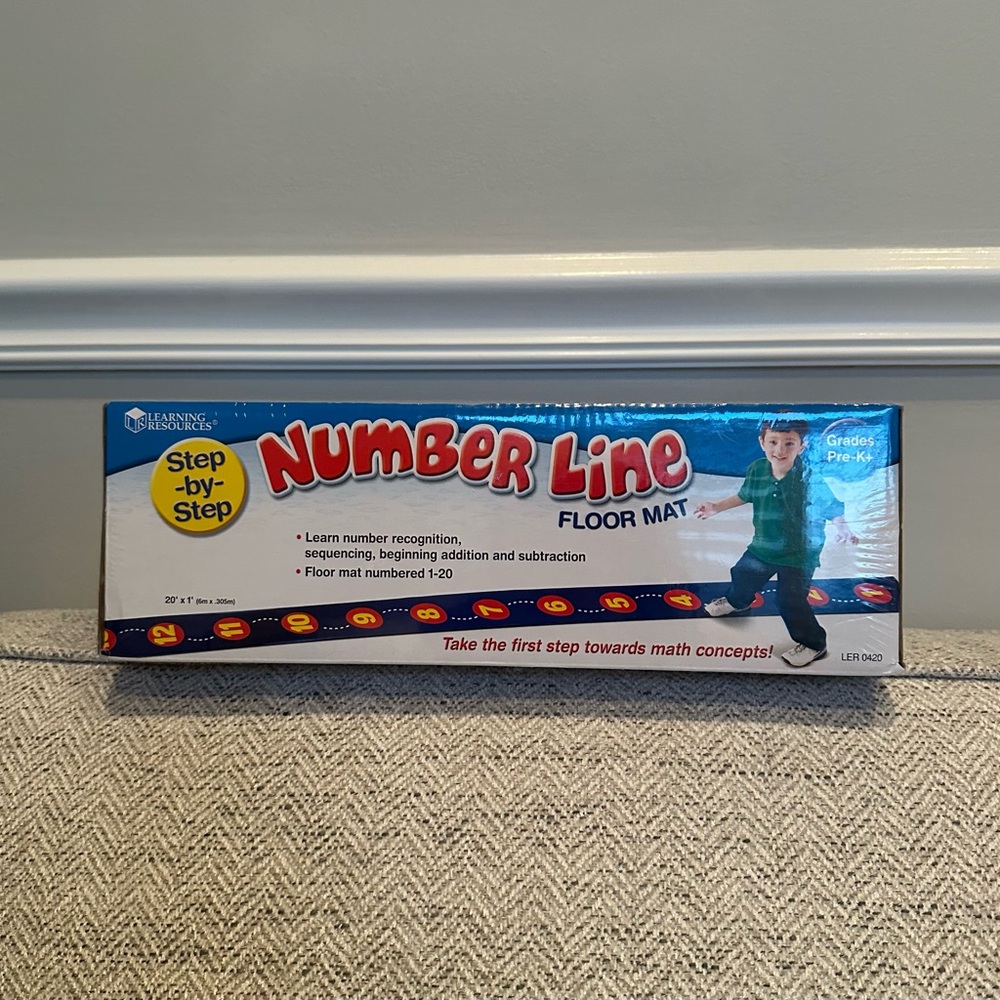 LEARNING
RESOURCES®
Step
-by-
Step
NUMBER LiNe
FLOOR MAT
Grades
Pre-K+
• Learn number recognition,
sequencing, beginning addition and subtraction
• Floor mat numbered 1-20
20' x 1' (6m x .305m)
12 11 10 9 8 7 6 5 4 2 1
Take the first step towards math concepts!
LER 0420